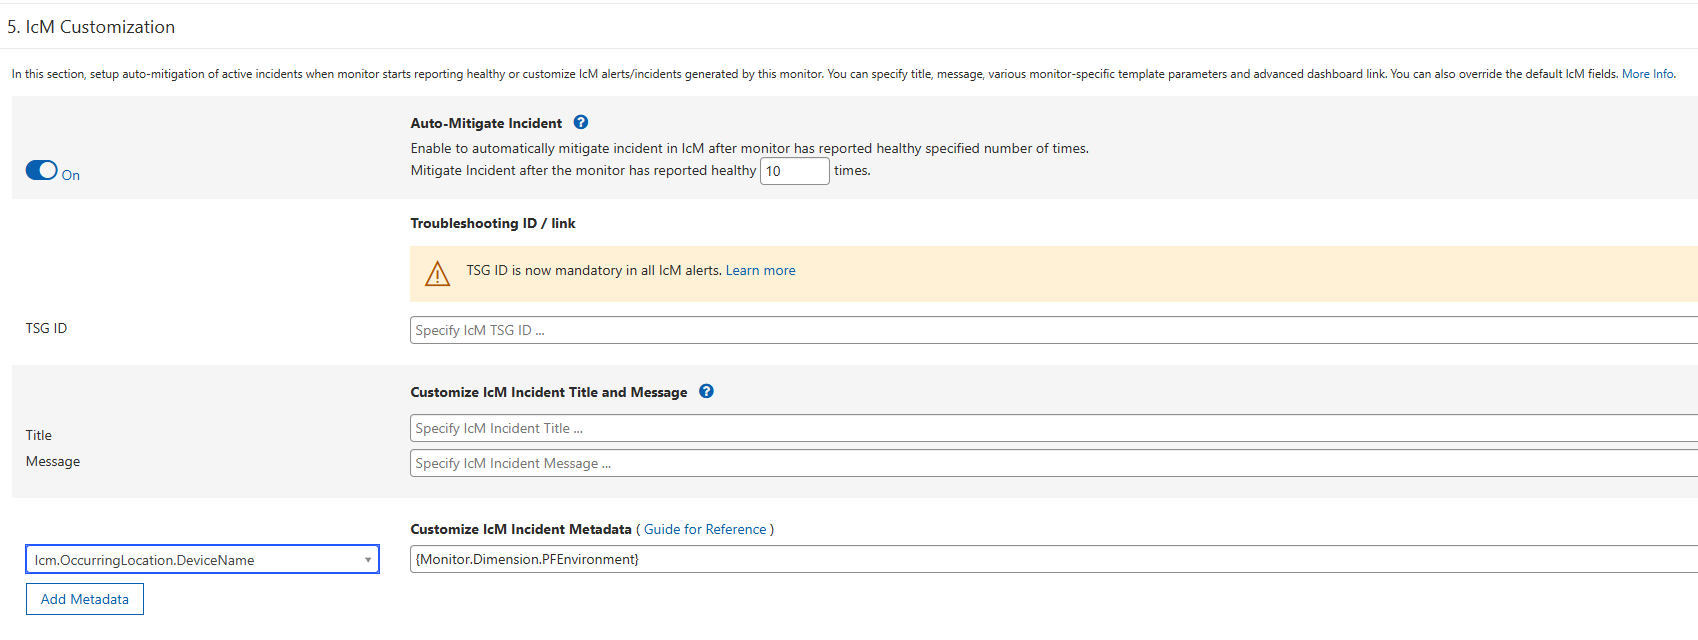 5. IcM Customization
In this section, setup auto-mitigation of active incidents when monitor starts reporting healthy or customize IcM alerts/incidents generated by this monitor. You can specify title, message, various monitor-specific template parameters and advanced dashboard link. You can also override the default IcM fields. More Info.
Auto-Mitigate Incident ?
Enable to automatically mitigate incident in IcM after monitor has reported healthy specified number of times.
On
Mitigate Incident after the monitor has reported healthy 10 times.
Troubleshooting ID / link
TSG ID is now mandatory in all IcM alerts. Learn more
TSG ID
Specify IcM TSG ID ...
Customize IcM Incident Title and Message ?
Title
Specify IcM Incident Title ...
Message
Specify IcM Incident Message ...
Customize IcM Incident Metadata ( Guide for Reference )
Icm.OccurringLocation.DeviceName
{Monitor.Dimension.PFEnvironment}
Add Metadata